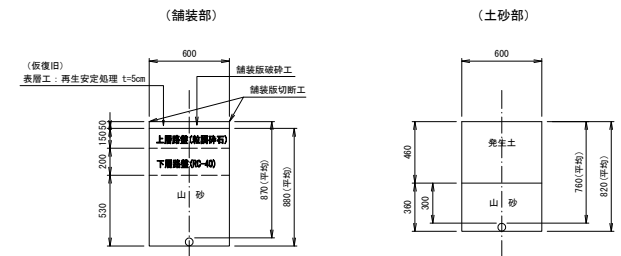 (舗装部)
(土砂部)
600
600
(仮復旧)
表層工：再生安定処理 t=5cm
舗装版破砕工
舗装版切断工
50
150
200
530
上層路盤(粒調砕石)
下層路盤(RC-40)
山 砂
870(平均)
880(平均)
460
360
300
発生土
山 砂
760(平均)
820(平均)